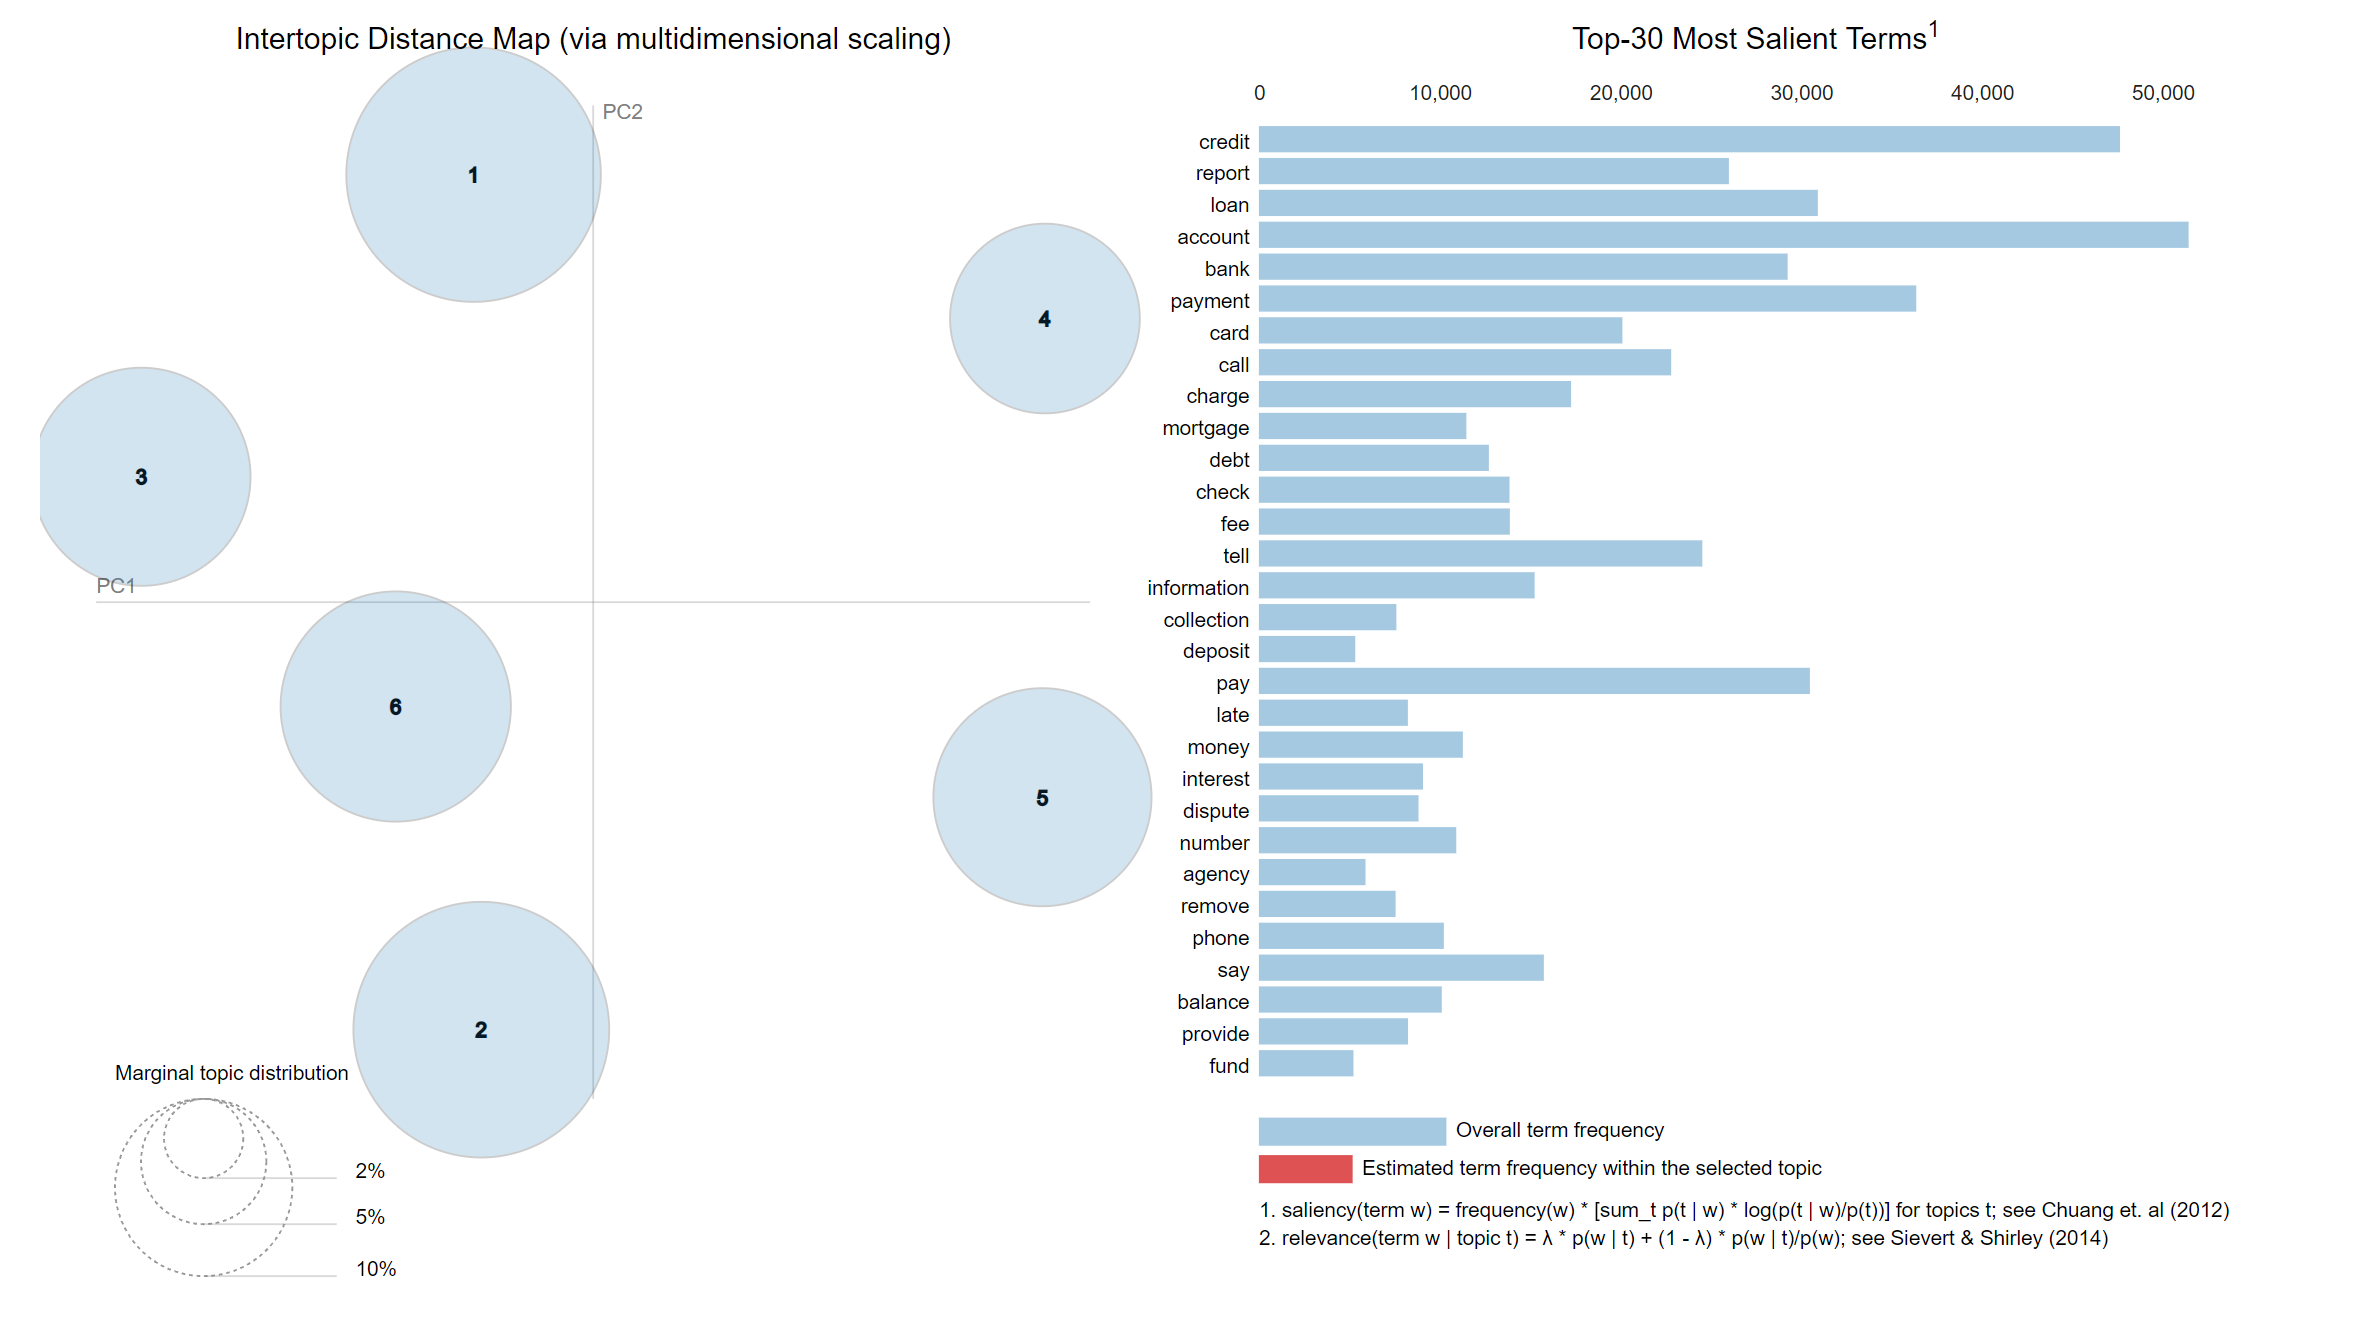 Intertopic Distance Map (via multidimensional scaling)
PC2
1
4
3
PC1
6
5
2
Marginal topic distribution
2%
5%
10%
Top-30 Most Salient Terms1
0 10,000 20,000 30,000 40,000 50,000
credit
report
loan
account
bank
payment
card
call
charge
mortgage
debt
check
fee
tell
information
collection
deposit
pay
late
money
interest
dispute
number
agency
remove
phone
say
balance
provide
fund
Overall term frequency
Estimated term frequency within the selected topic
1. saliency(term w) = frequency(w) * [sum_t p(t | w) * log(p(t | w)/p(t))] for topics t; see Chuang et. al (2012)
2. relevance(term w | topic t) = λ * p(w | t) + (1 - λ) * p(w | t)/p(w); see Sievert & Shirley (2014)